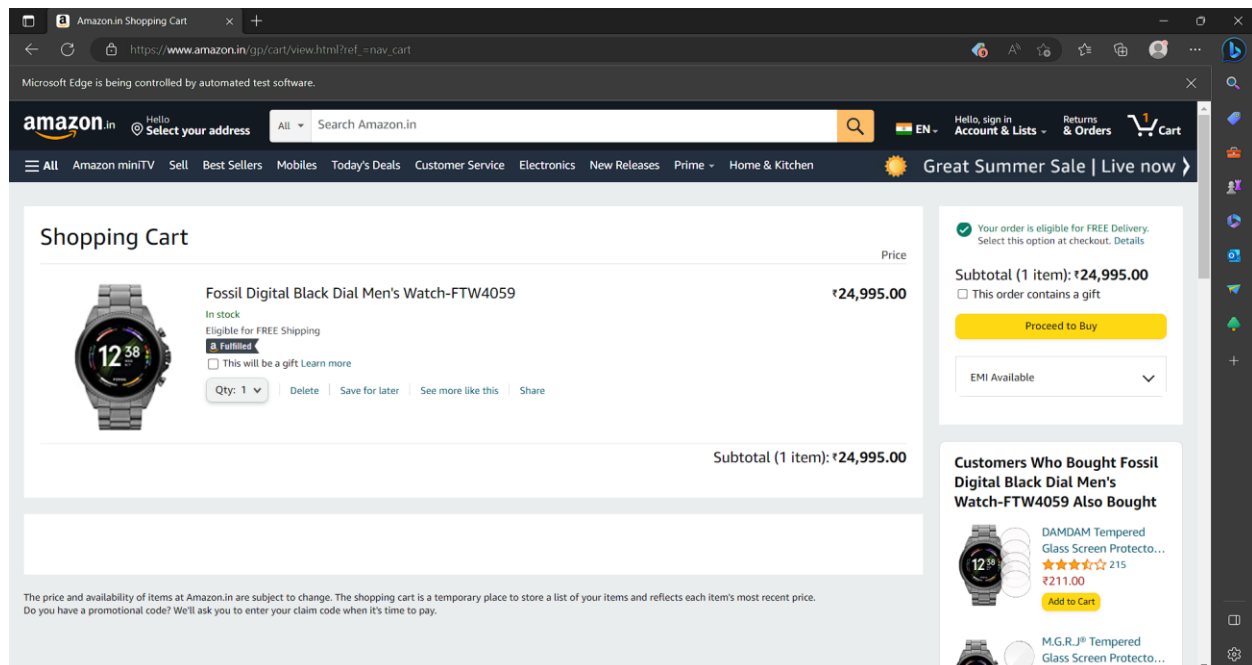 Amazon.in Shopping Cart
https://www.amazon.in/gp/cart/view.html?ref_=nav_cart
Microsoft Edge is being controlled by automated test software.
amazon.in
Hello
Select your address
All
Search Amazon.in
EN
Hello, sign in
Account & Lists
Returns
& Orders
1
Cart
All Amazon miniTV Sell Best Sellers Mobiles Today's Deals Customer Service Electronics New Releases Prime Home & Kitchen
Great Summer Sale | Live now
Shopping Cart
Price
Fossil Digital Black Dial Men's Watch-FTW4059
₹24,995.00
In stock
Eligible for FREE Shipping
a Fulfilled
This will be a gift Learn more
Qty: 1 Delete Save for later See more like this Share
12 38
Subtotal (1 item): ₹24,995.00
Your order is eligible for FREE Delivery.
Select this option at checkout. Details
Subtotal (1 item): ₹24,995.00
This order contains a gift
Proceed to Buy
EMI Available
Customers Who Bought Fossil
Digital Black Dial Men's
Watch-FTW4059 Also Bought
12 38
DAMDAM Tempered
Glass Screen Protecto...
215
₹211.00
Add to Cart
M.G.R.J® Tempered
Glass Screen Protecto...
The price and availability of items at Amazon.in are subject to change. The shopping cart is a temporary place to store a list of your items and reflects each item's most recent price.
Do you have a promotional code? We'll ask you to enter your claim code when it's time to pay.